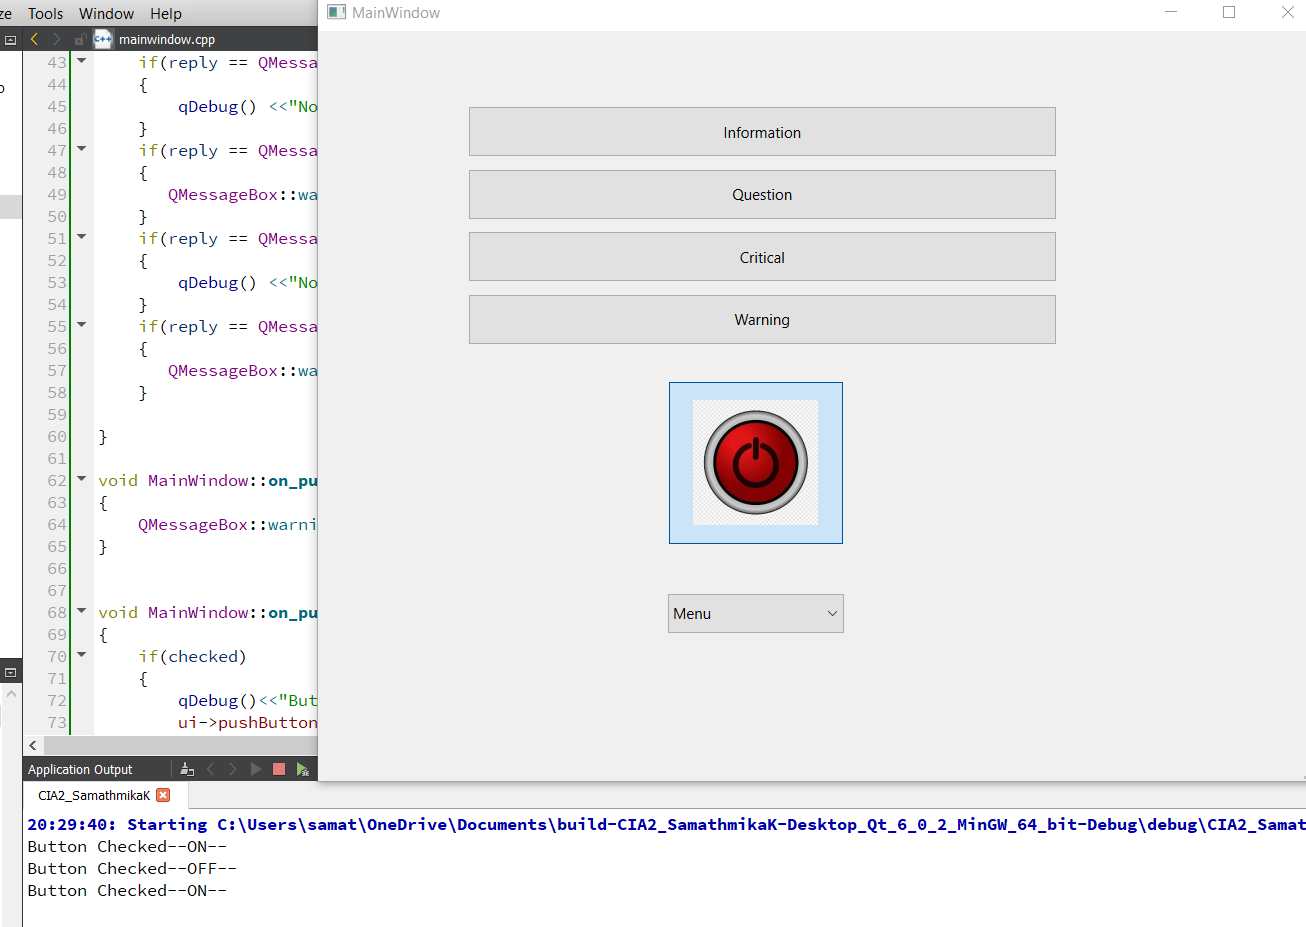 ze Tools Window Help
MainWindow
mainwindow.cpp
43 if(reply == QMessa
44 {
45 qDebug() <<"No
46 }
47 if(reply == QMessa
48 {
49 QMessageBox::wa
50 }
51 if(reply == QMessa
52 {
53 qDebug() <<"No
54 }
55 if(reply == QMessa
56 {
57 QMessageBox::wa
58 }
59
60 }
61
62 void MainWindow::on_pu
63 {
64 QMessageBox::warni
65 }
66
67
68 void MainWindow::on_pu
69 {
70 if(checked)
71 {
72 qDebug()<<"But
73 ui->pushButton
Information
Question
Critical
Warning
Menu
Application Output
CIA2_SamathmikaK
20:29:40: Starting C:\Users\samat\OneDrive\Documents\build-CIA2_SamathmikaK-Desktop_Qt_6_0_2_MinGW_64_bit-Debug\debug\CIA2_Samat
Button Checked--ON--
Button Checked--OFF--
Button Checked--ON--